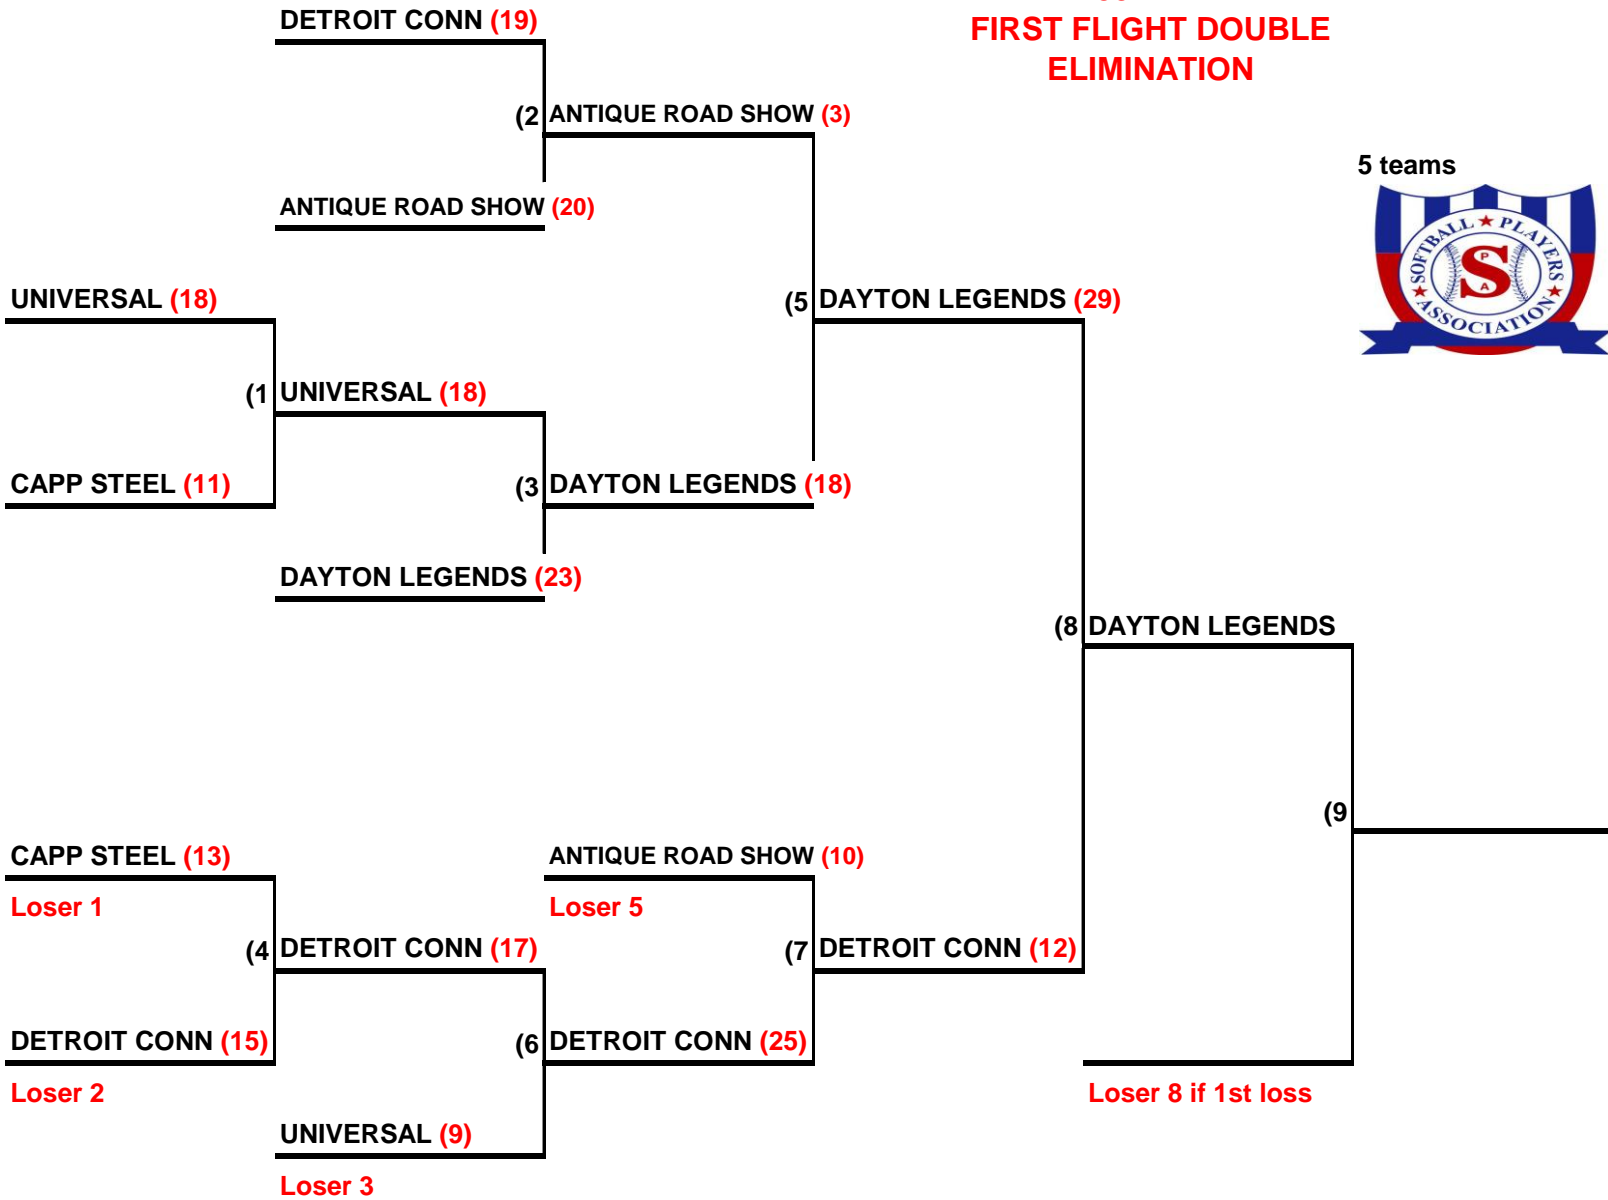 DETROIT CONN (19)
FIRST FLIGHT DOUBLE
ELIMINATION
(2 ANTIQUE ROAD SHOW (3)
5 teams
ANTIQUE ROAD SHOW (20)
SOFTBALL ★ PLAYERS ★ ASSOCIATION ★
P
S
A
UNIVERSAL (18)
(5 DAYTON LEGENDS (29)
(1 UNIVERSAL (18)
CAPP STEEL (11)
(3 DAYTON LEGENDS (18)
DAYTON LEGENDS (23)
(8 DAYTON LEGENDS
(9
CAPP STEEL (13)
ANTIQUE ROAD SHOW (10)
Loser 1
Loser 5
(4 DETROIT CONN (17)
(7 DETROIT CONN (12)
DETROIT CONN (15)
(6 DETROIT CONN (25)
Loser 2
Loser 8 if 1st loss
UNIVERSAL (9)
Loser 3